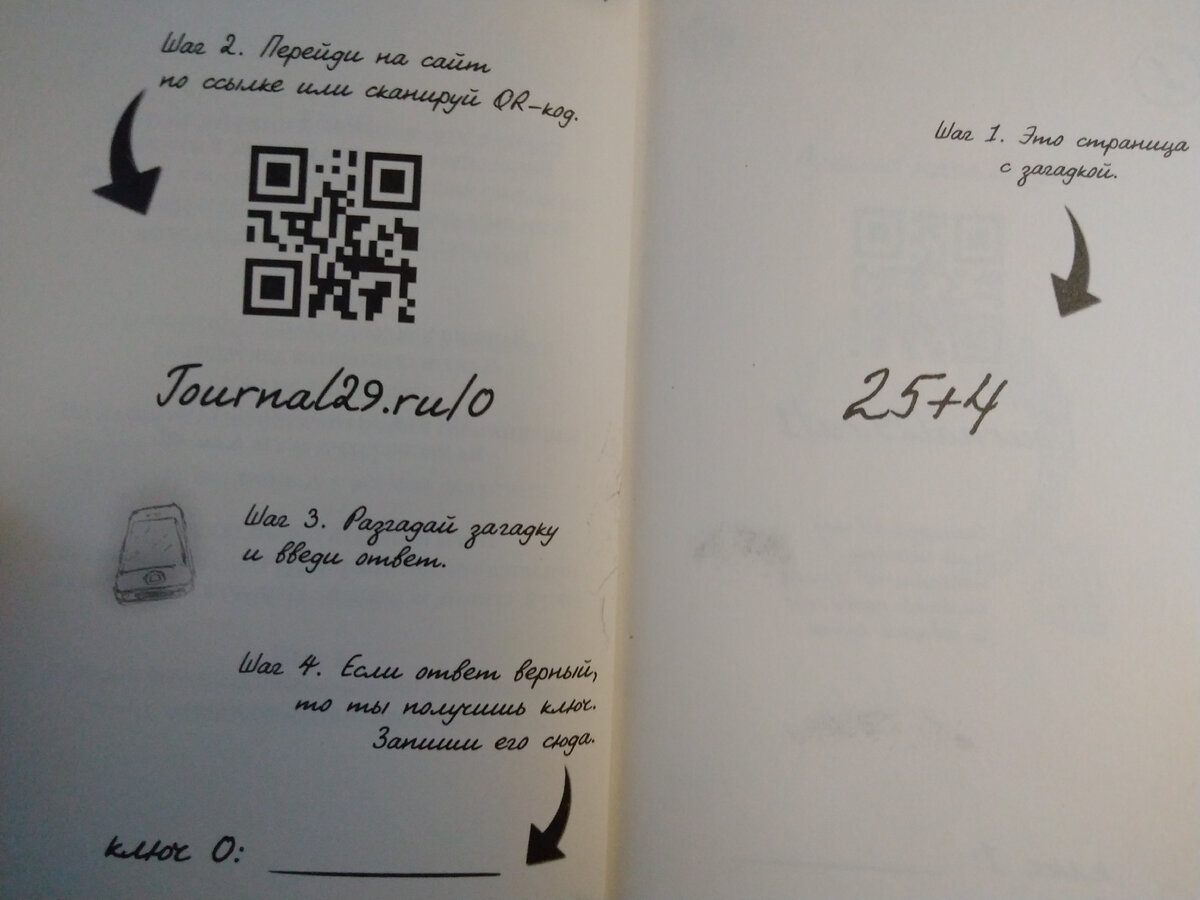 Шаг 2. Перейди на сайт
по ссылке или сканируй QR-код.
Journal29.ru/0
Шаг 3. Разгадай загадку
и введи ответ.
Шаг 4. Если ответ верный,
то ты получишь ключ.
Запиши его сюда.
ключ 0:
Шаг 1. Это страница
с загадкой.
25+4